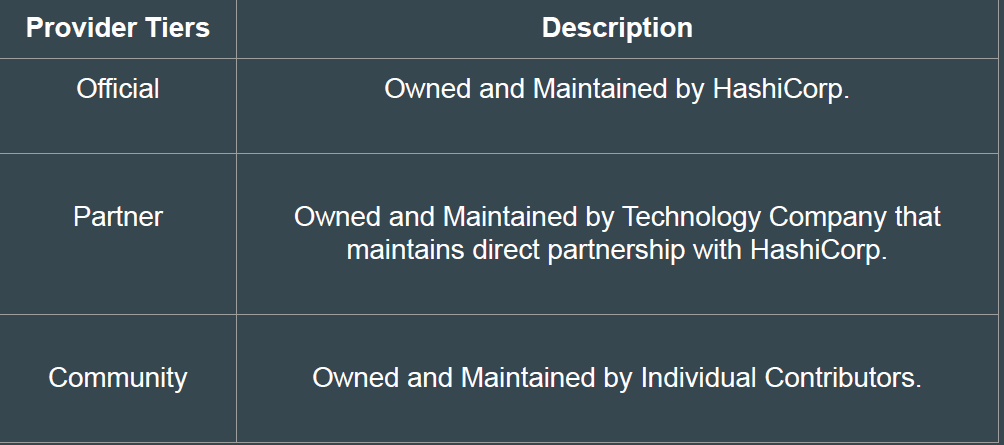 Provider Tiers
Description
Official
Owned and Maintained by HashiCorp.
Partner
Owned and Maintained by Technology Company that
maintains direct partnership with HashiCorp.
Community
Owned and Maintained by Individual Contributors.